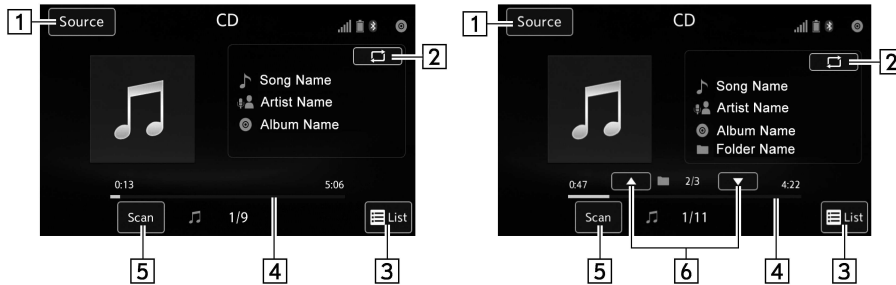 1 Source CD
2
Song Name
Artist Name
Album Name
0:13 5:06
Scan 1/9 List
5 4 3
1 Source CD
2
Song Name
Artist Name
Album Name
Folder Name
0:47 2/3 4:22
Scan 1/11 List
5 6 4 3